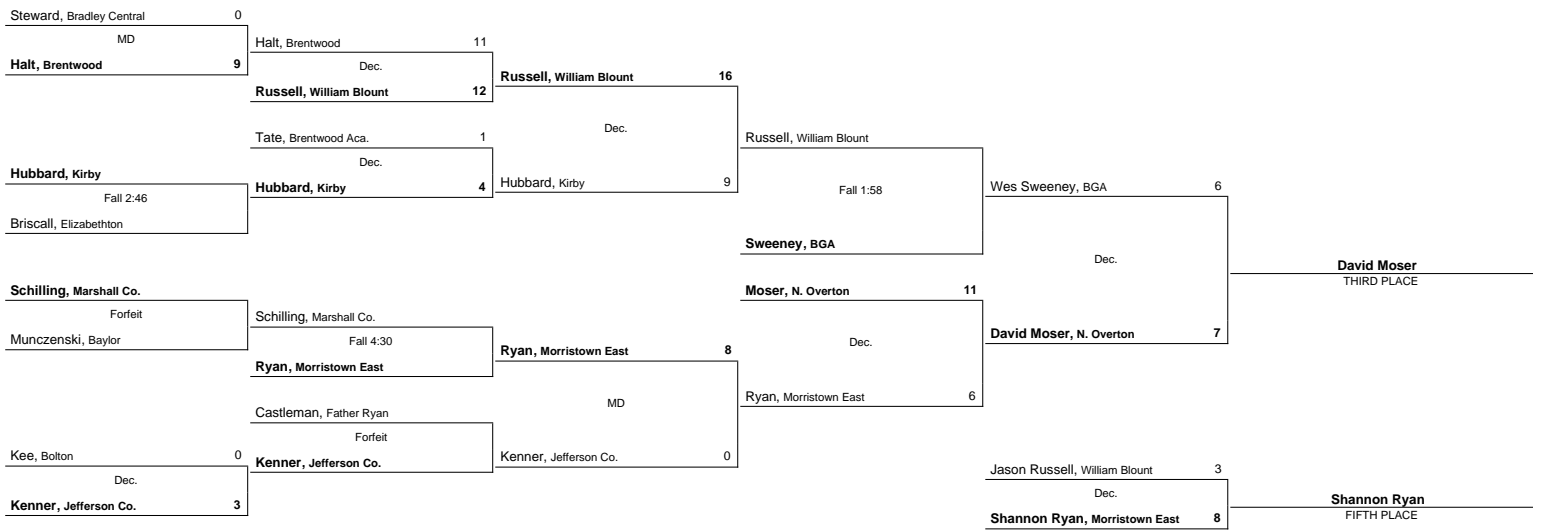 Steward, Bradley Central 0
MD
Halt, Brentwood 9
Hubbard, Kirby
Fall 2:46
Briscall, Elizabethton
Schilling, Marshall Co.
Forfeit
Munczenski, Baylor
Kee, Bolton 0
Dec.
Kenner, Jefferson Co. 3
Halt, Brentwood 11
Dec.
Russell, William Blount 12
Tate, Brentwood Aca. 1
Dec.
Hubbard, Kirby 4
Schilling, Marshall Co.
Fall 4:30
Ryan, Morristown East
Castleman, Father Ryan
Forfeit
Kenner, Jefferson Co.
Russell, William Blount 16
Dec.
Hubbard, Kirby 9
Ryan, Morristown East 8
MD
Kenner, Jefferson Co. 0
Russell, William Blount
Fall 1:58
Sweeney, BGA
Moser, N. Overton 11
Dec.
Ryan, Morristown East 6
Wes Sweeney, BGA 6
Dec.
David Moser, N. Overton 7
David Moser
THIRD PLACE
Jason Russell, William Blount 3
Dec.
Shannon Ryan, Morristown East 8
Shannon Ryan
FIFTH PLACE